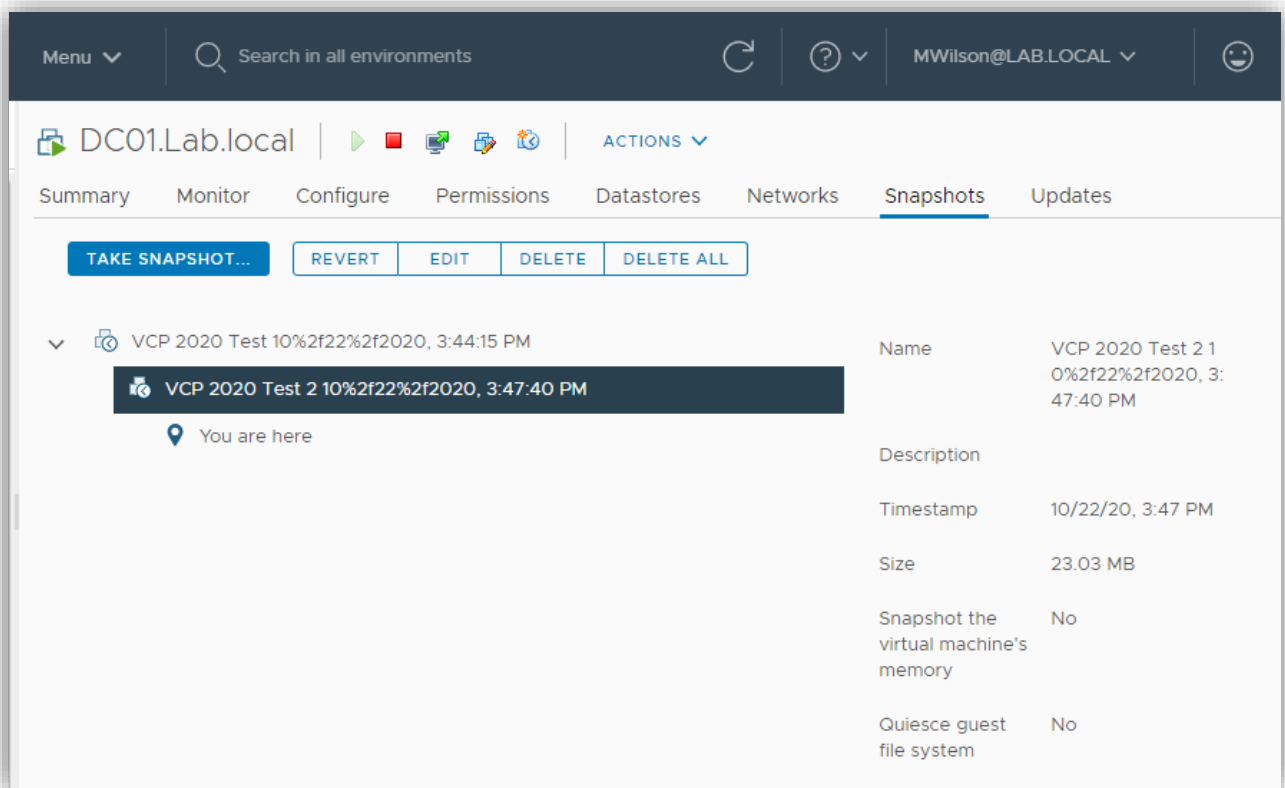 Menu Search in all environments MWilson@LAB.LOCAL
DC01.Lab.local ACTIONS
Summary Monitor Configure Permissions Datastores Networks Snapshots Updates
TAKE SNAPSHOT... REVERT EDIT DELETE DELETE ALL
VCP 2020 Test 10%2f22%2f2020, 3:44:15 PM
VCP 2020 Test 2 10%2f22%2f2020, 3:47:40 PM
You are here
Name VCP 2020 Test 2 1
0%2f22%2f2020, 3:
47:40 PM
Description
Timestamp 10/22/20, 3:47 PM
Size 23.03 MB
Snapshot the No
virtual machine's
memory
Quiesce guest No
file system